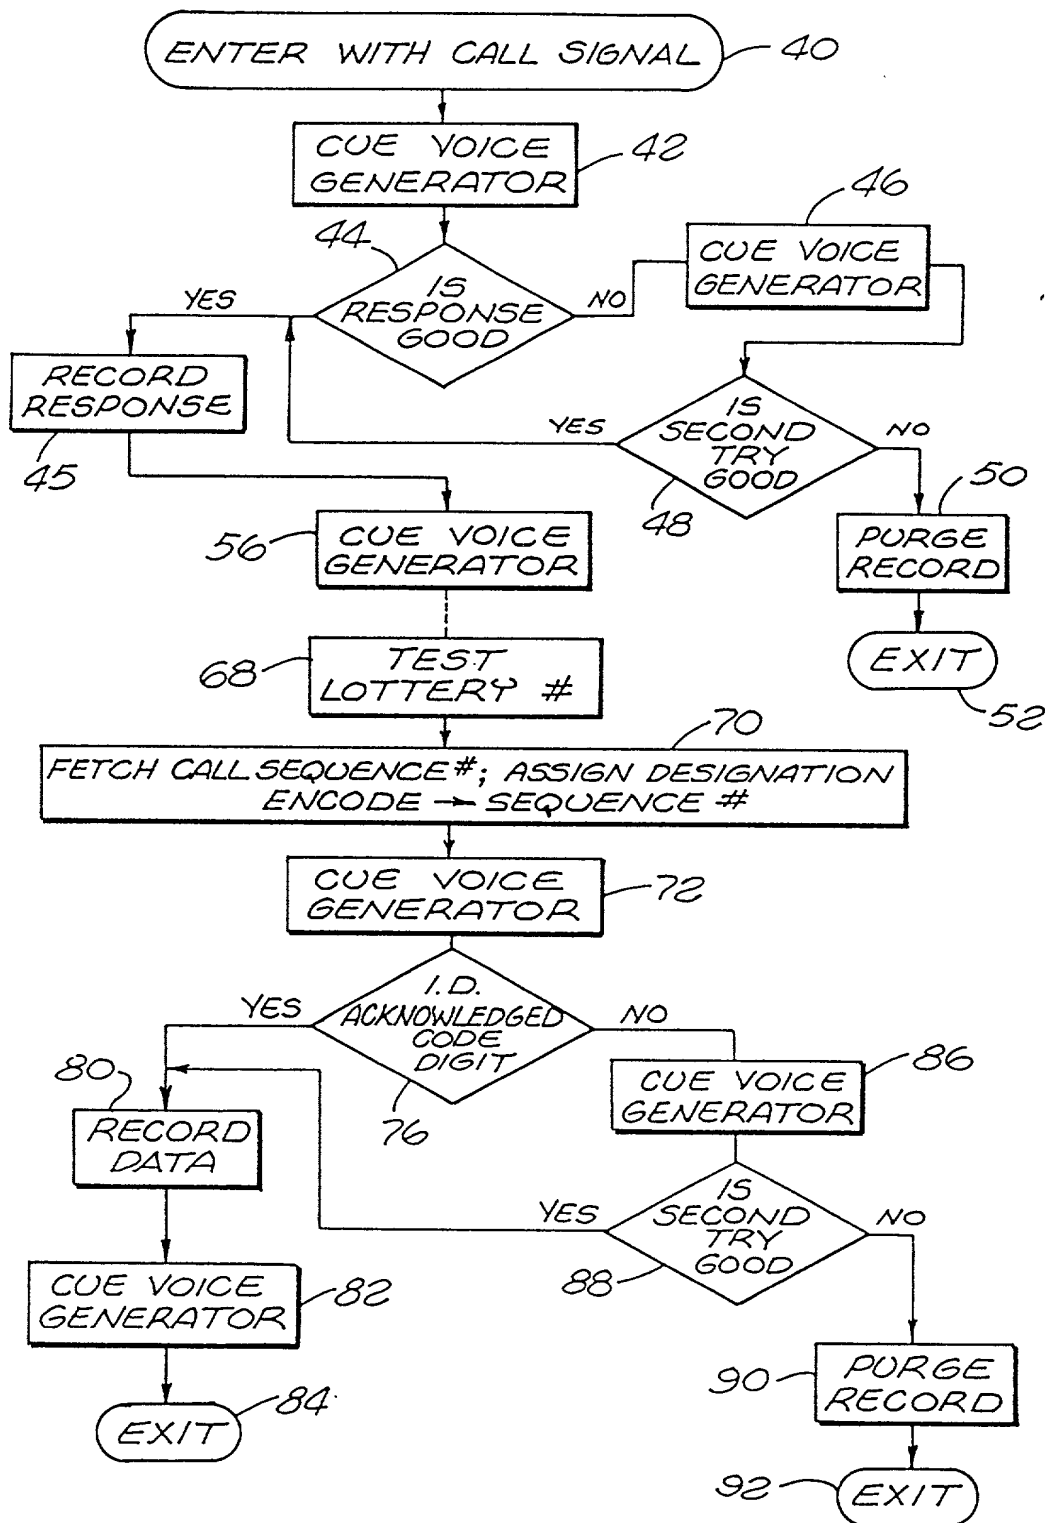 ENTER WITH CALL SIGNAL
40
CUE VOICE
GENERATOR
42
44
IS
RESPONSE
GOOD
YES
NO
46
CUE VOICE
GENERATOR
RECORD
RESPONSE
45
IS
SECOND
TRY
GOOD
YES
NO
48
50
PURGE
RECORD
EXIT
52
56
CUE VOICE
GENERATOR
68
TEST
LOTTERY #
70
FETCH CALL SEQUENCE #; ASSIGN DESIGNATION
ENCODE → SEQUENCE #
CUE VOICE
GENERATOR
72
I.D.
ACKNOWLEDGED
CODE
DIGIT
YES
NO
76
80
RECORD
DATA
86
CUE VOICE
GENERATOR
IS
SECOND
TRY
GOOD
YES
NO
88
CUE VOICE
GENERATOR
82
EXIT
84
90
PURGE
RECORD
92
EXIT